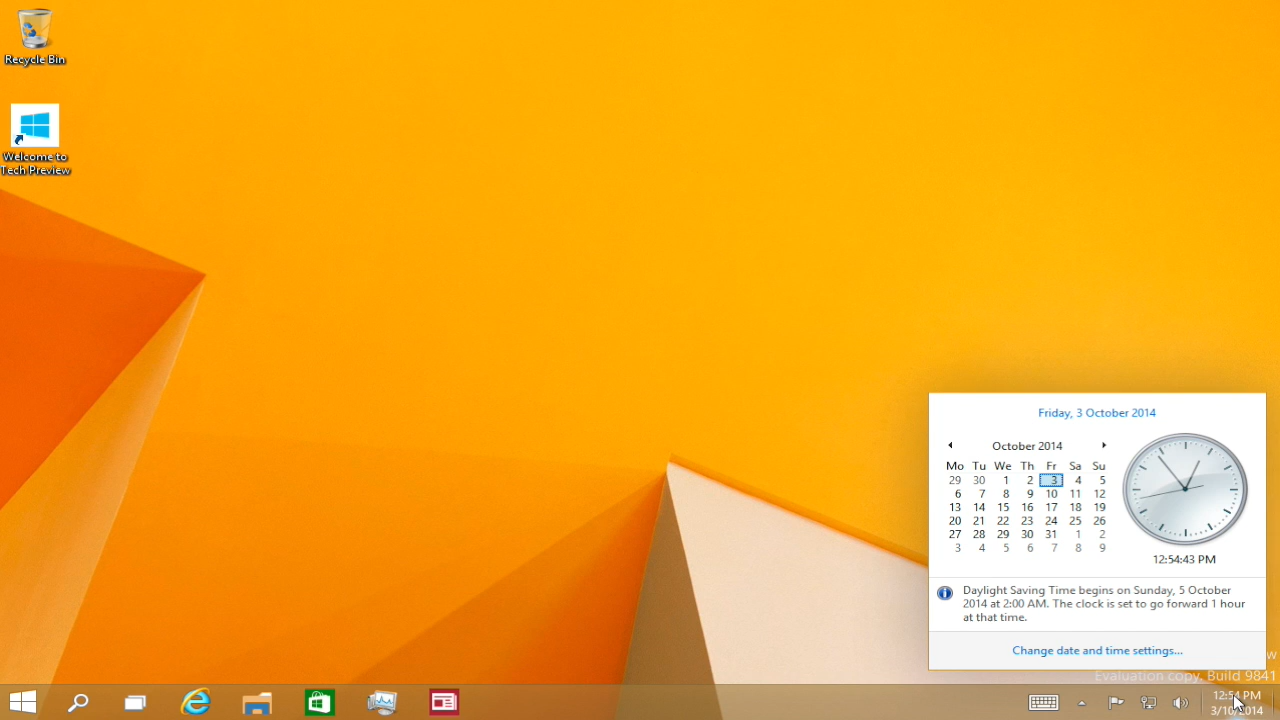 Recycle Bin
Welcome to
Tech Preview
Friday, 3 October 2014
October 2014
Mo Tu We Th Fr Sa Su
29 30 1 2 3 4 5
6 7 8 9 10 11 12
13 14 15 16 17 18 19
20 21 22 23 24 25 26
27 28 29 30 31 1 2
3 4 5 6 7 8 9
12:54:43 PM
Daylight Saving Time begins on Sunday, 5 October
2014 at 2:00 AM. The clock is set to go forward 1 hour
at that time.
Change date and time settings...
Evaluation copy. Build 9841
12:54 PM
3/10/2014